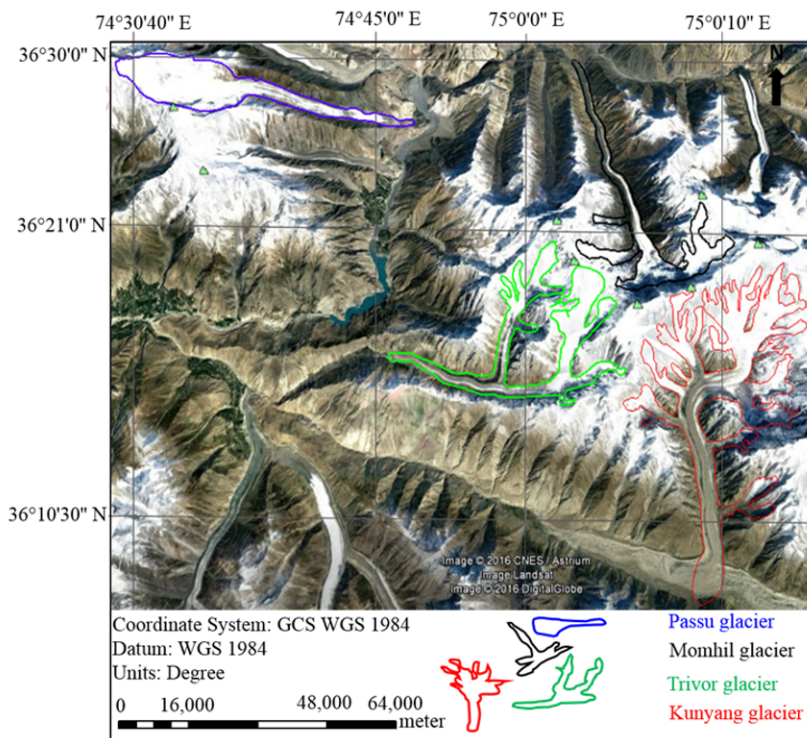 74°30'40" E 74°45'0" E 75°0'0" E 75°0'10" E
36°30'0" N
N
36°21'0" N
36°10'30" N
Image © 2016 CNES / Astrium
Image Landsat
Image © 2016 DigitalGlobe
Coordinate System: GCS WGS 1984
Datum: WGS 1984
Units: Degree
0 16,000 48,000 64,000
meter
Passu glacier
Momhil glacier
Trivor glacier
Kunyang glacier